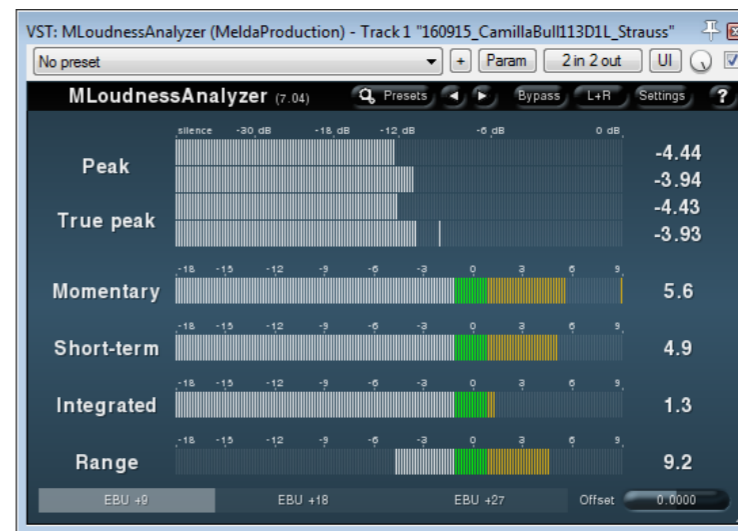 VST: MLoudnessAnalyzer (MeldaProduction) - Track 1 "160915_CamillaBull113D1L_Strauss"
No preset + Param 2 in 2 out UI
MLoudnessAnalyzer (7.04) Presets Bypass L+R Settings ?
silence -30 dB -18 dB -12 dB -6 dB 0 dB
Peak -4.44
-3.94
True peak -4.43
-3.93
-18 -15 -12 -9 -6 -3 0 3 6 9
Momentary 5.6
-18 -15 -12 -9 -6 -3 0 3 6 9
Short-term 4.9
-18 -15 -12 -9 -6 -3 0 3 6 9
Integrated 1.3
-18 -15 -12 -9 -6 -3 0 3 6 9
Range 9.2
EBU +9 EBU +18 EBU +27 Offset 0.0000